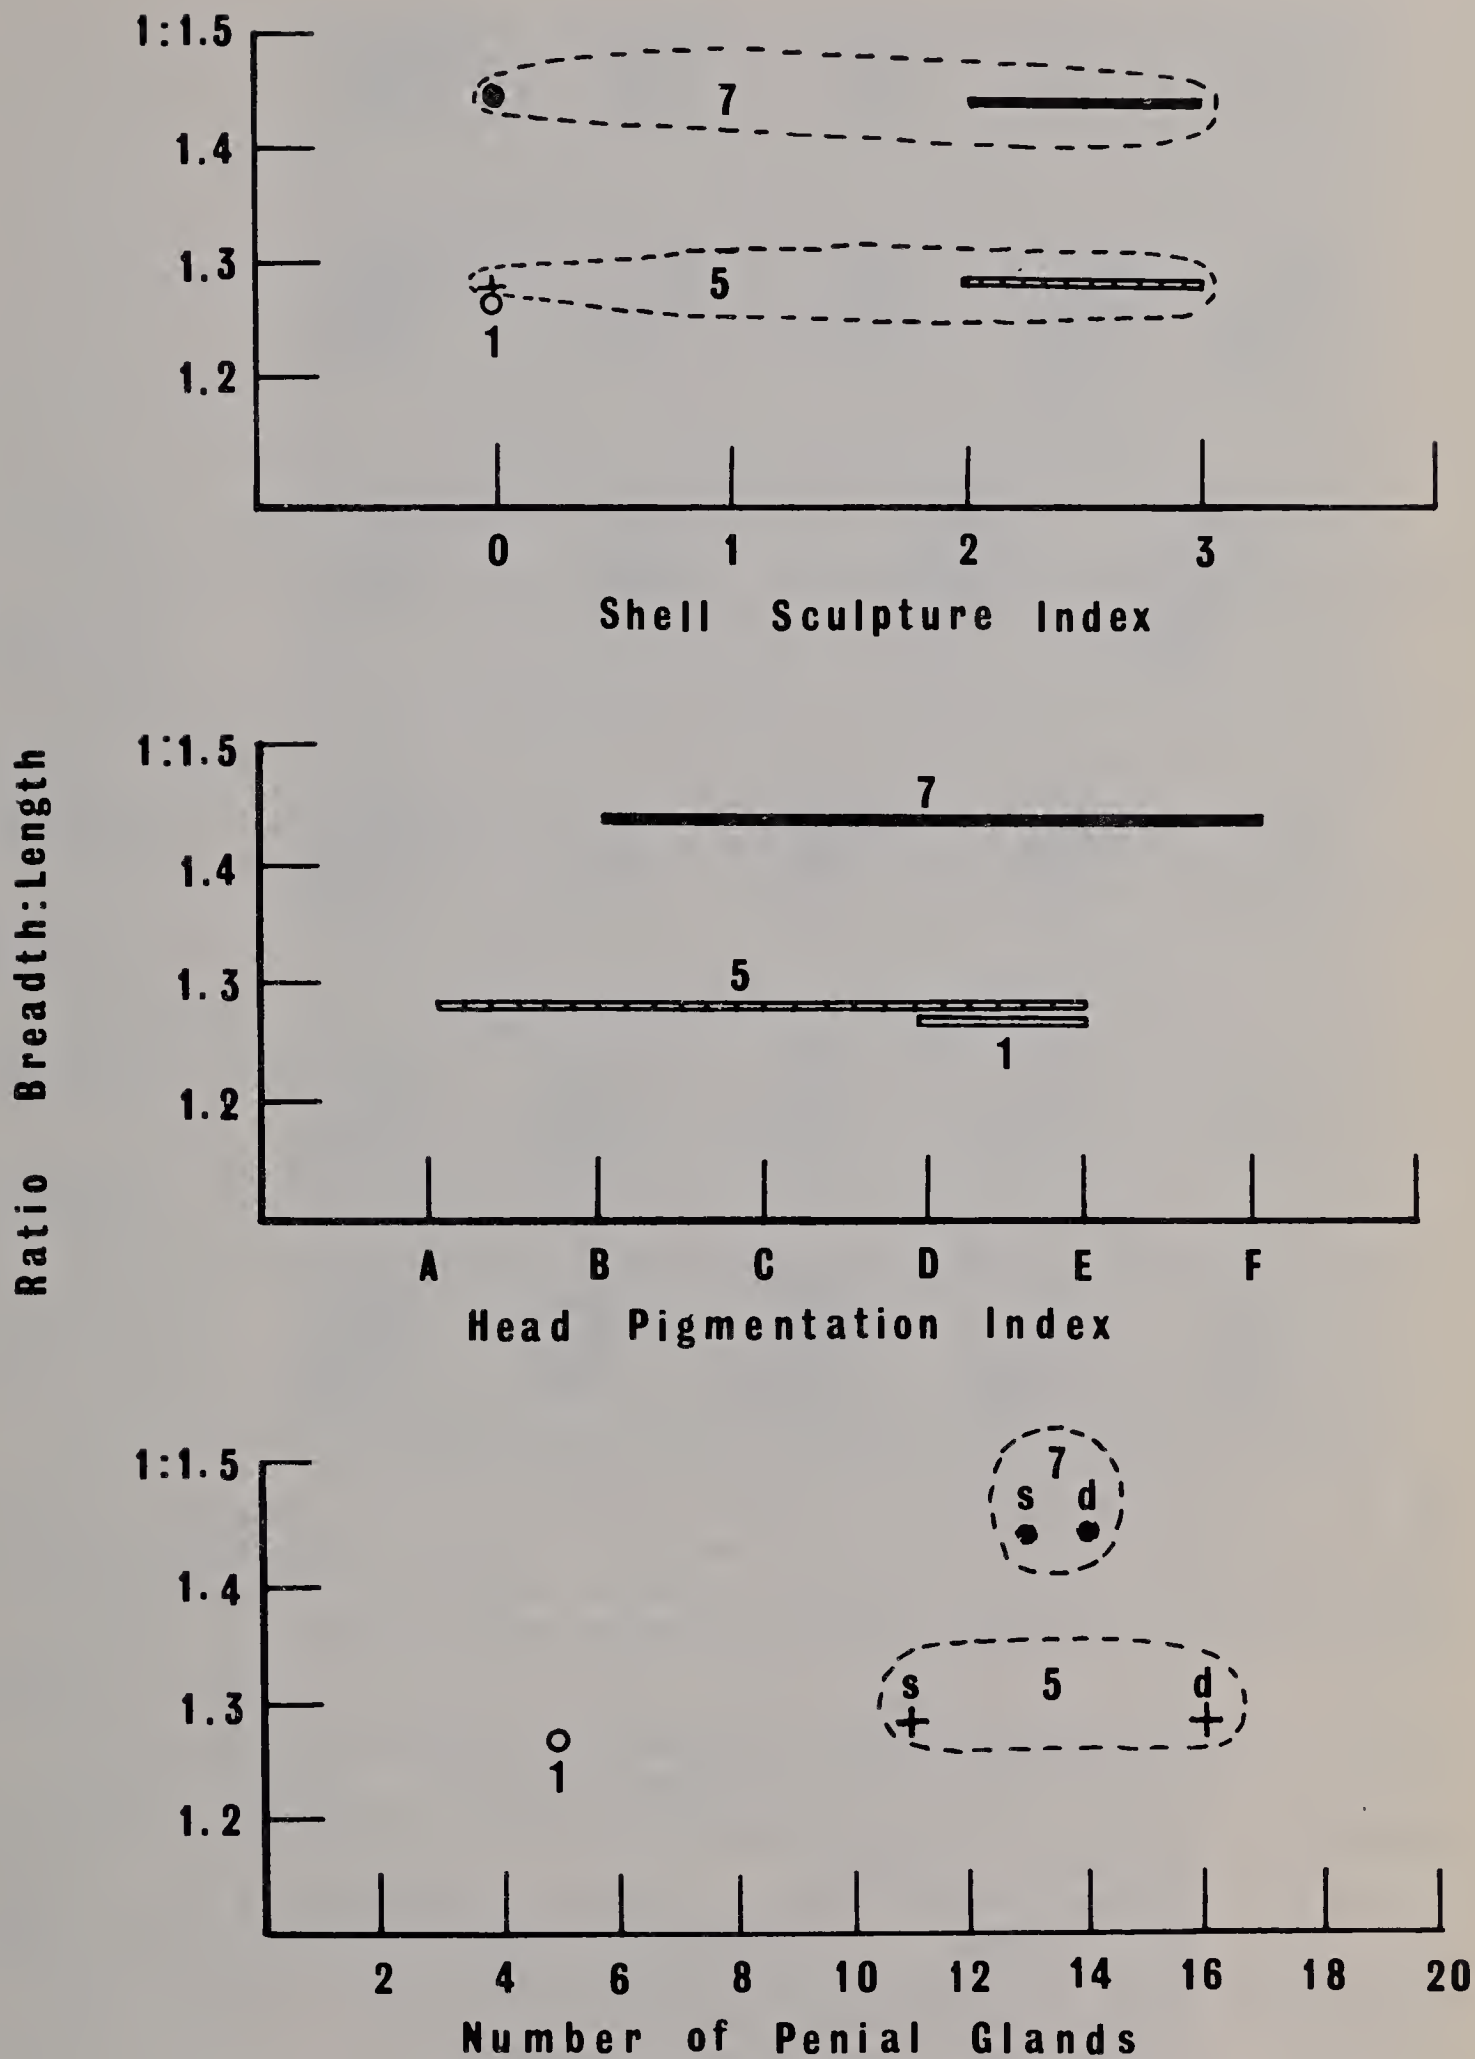 1:1.5
7
1.4
1.3
5
1
1.2
0 1 2 3
Shell Sculpture Index
Ratio Breadth:Length
1:1.5
7
1.4
5
1.3
1
1.2
A B C D E F
Head Pigmentation Index
1:1.5
7
s d
1.4
s 5 d
1.3
1
1.2
2 4 6 8 10 12 14 16 18 20
Number of Penial Glands